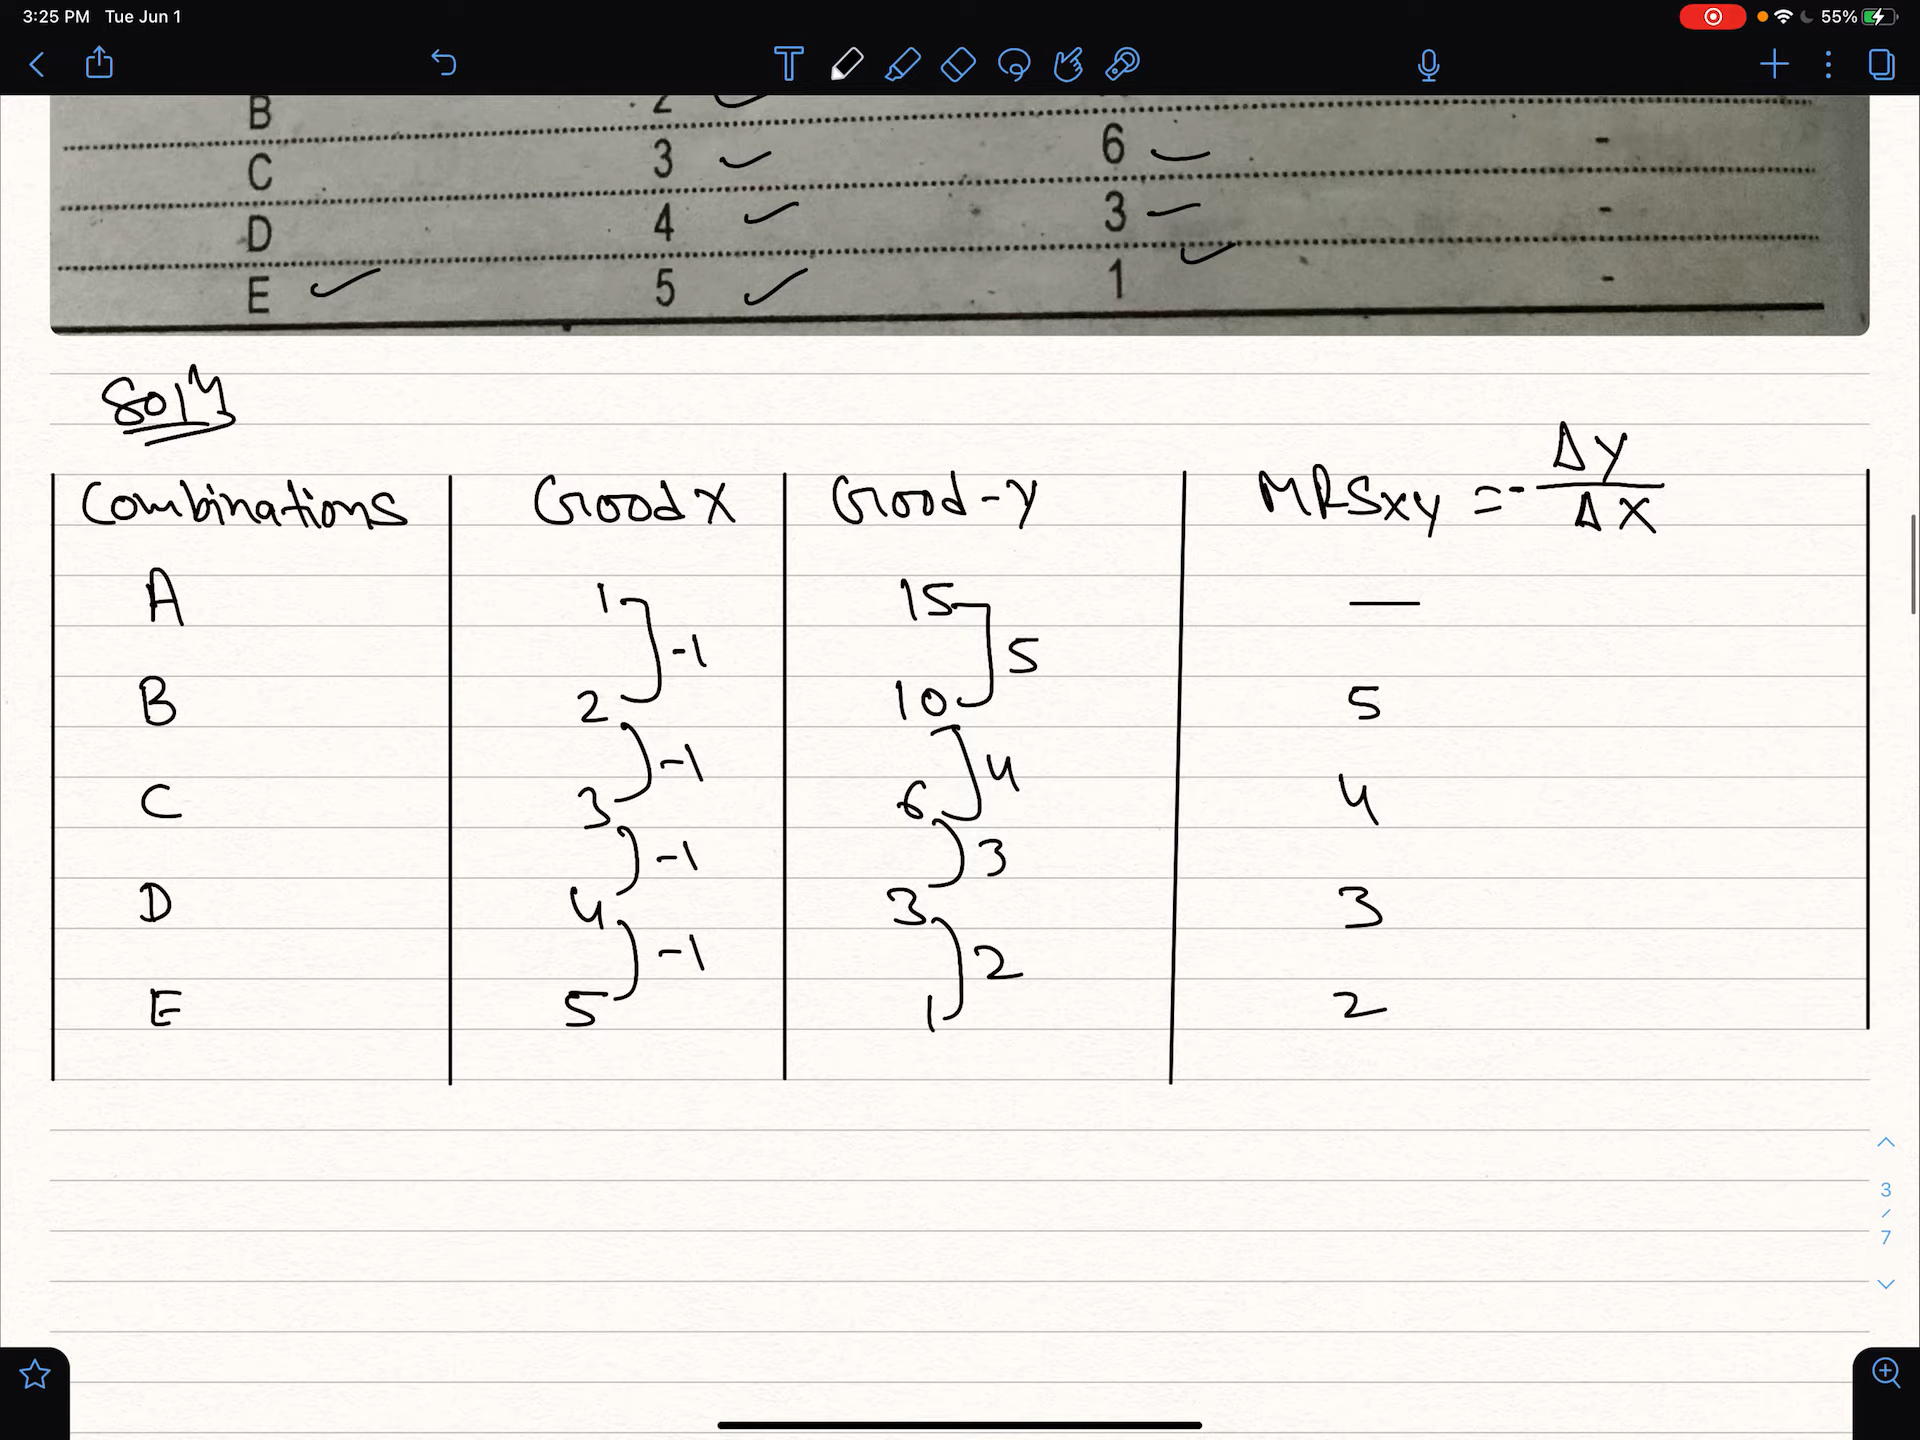 3:25 PM Tue Jun 1
55%
B 2
C 3 6 -
D 4 3 -
E 5 1 -
Soln
Combinations Good X Good-y MRSxy = - Δy / ΔX
A 1 15 —
-1 5
B 2 10 5
-1 4
C 3 6 4
-1 3
D 4 3 3
-1 2
E 5 1 2
3
/
7